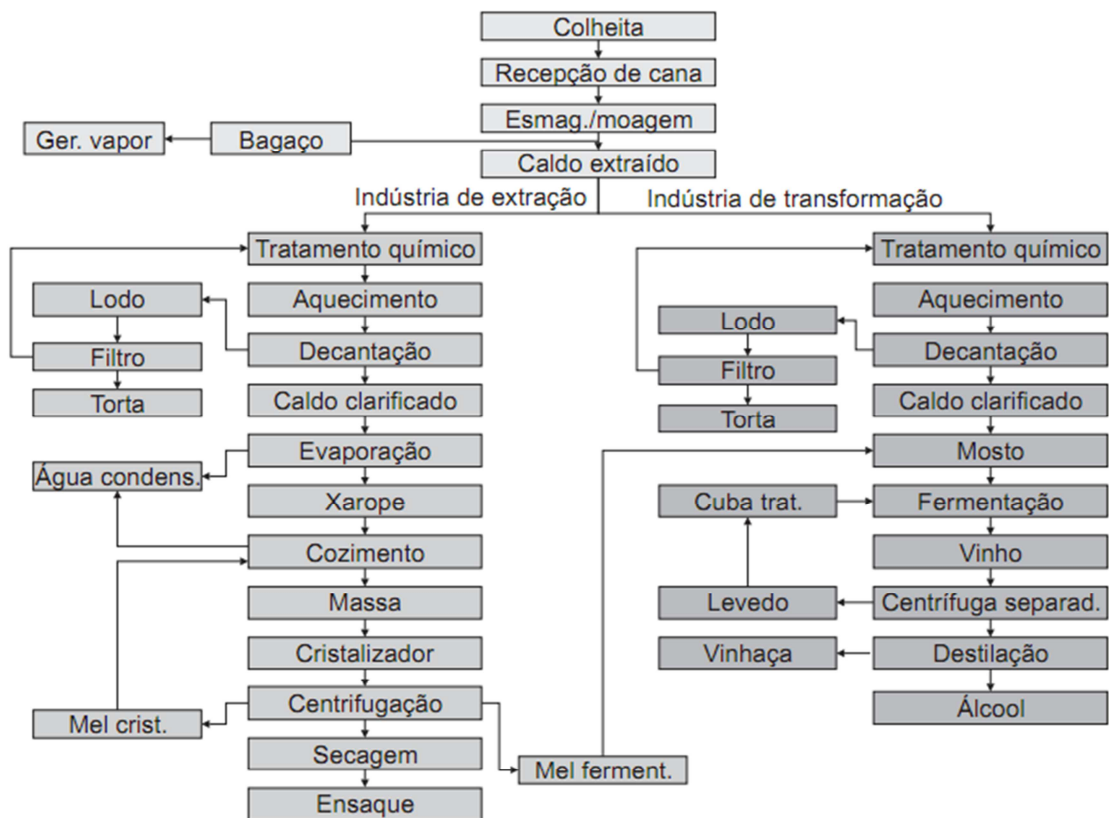 Colheita
Recepção de cana
Esmag./moagem
Ger. vapor
Bagaço
Caldo extraído
Indústria de extração
Indústria de transformação
Tratamento químico
Lodo
Aquecimento
Filtro
Decantação
Torta
Caldo clarificado
Evaporação
Água condens.
Xarope
Cozimento
Massa
Cristalizador
Centrifugação
Mel crist.
Secagem
Mel ferment.
Ensaque
Tratamento químico
Aquecimento
Lodo
Decantação
Filtro
Caldo clarificado
Torta
Mosto
Cuba trat.
Fermentação
Vinho
Levedo
Centrífuga separad.
Vinhaça
Destilação
Álcool